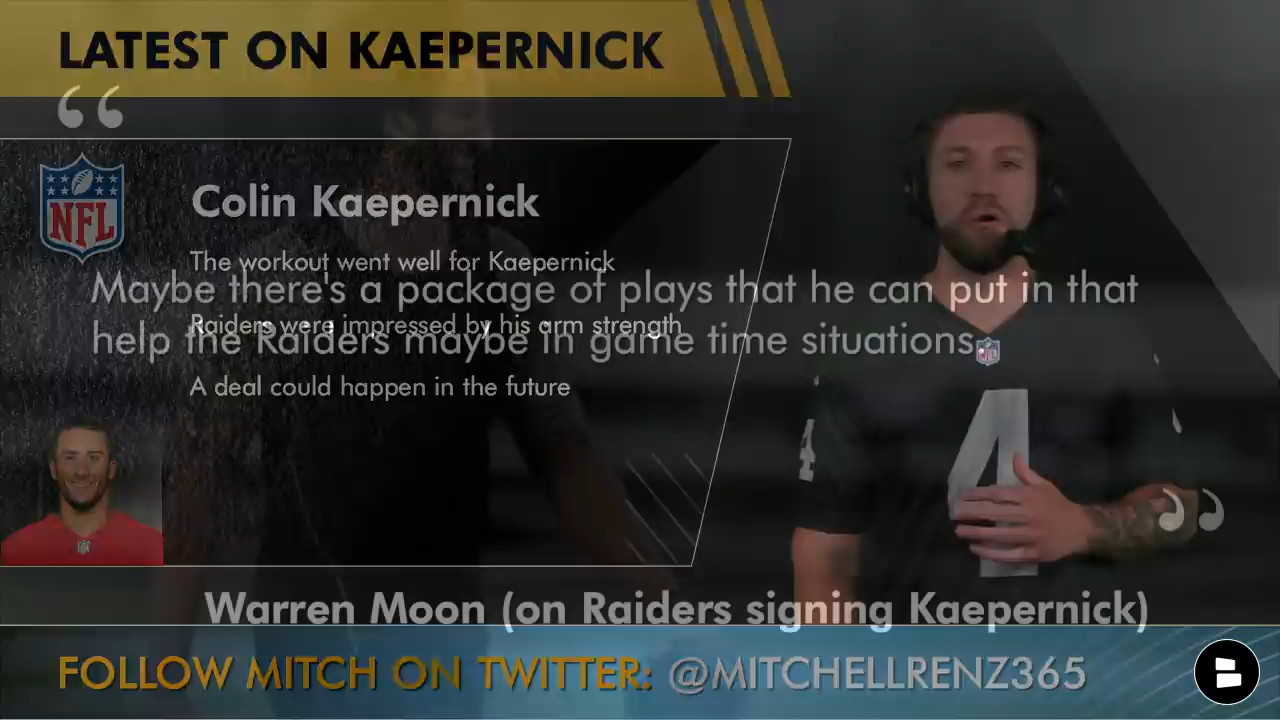 LATEST ON KAEPERNICK
“
NFL
Colin Kaepernick
The workout went well for Kaepernick
Maybe there's a package of plays that he can put in that
Raiders were impressed by his arm strength
help the Raiders maybe in game time situations
A deal could happen in the future
4
4
”
Warren Moon (on Raiders signing Kaepernick)
FOLLOW MITCH ON TWITTER: @MITCHELLRENZ365